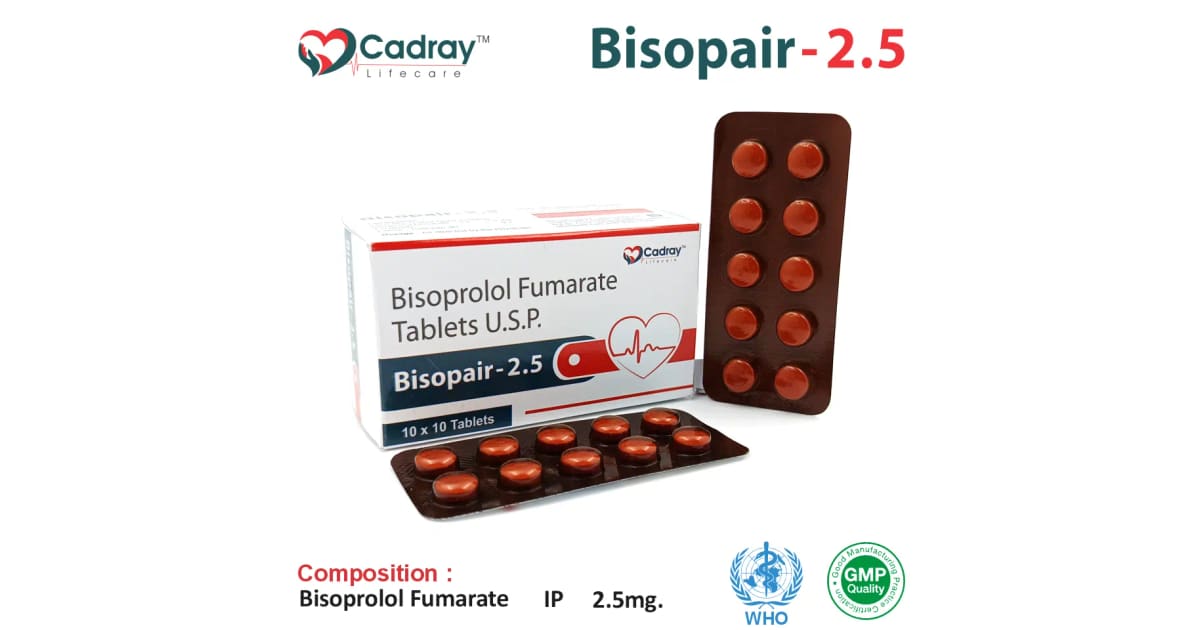 Cadray™
Lifecare
Bisopair-2.5
Cadray™
Lifecare
Bisoprolol Fumarate
Tablets U.S.P.
Bisopair-2.5
10 x 10 Tablets
Composition :
Bisoprolol Fumarate IP 2.5mg.
WHO
Good Manufacturing
Practice Certification
GMP
Quality